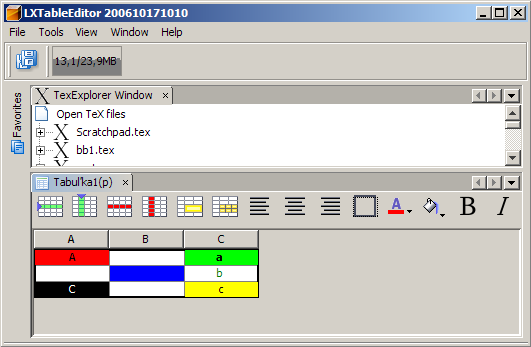 LXTableEditor 200610171010
File Tools View Window Help
13,1/23,9MB
Favorites
TexExplorer Window
Open TeX files
Scratchpad.tex
bb1.tex
Tabuľka1(p)
A B I
A B C
A a
b
C c